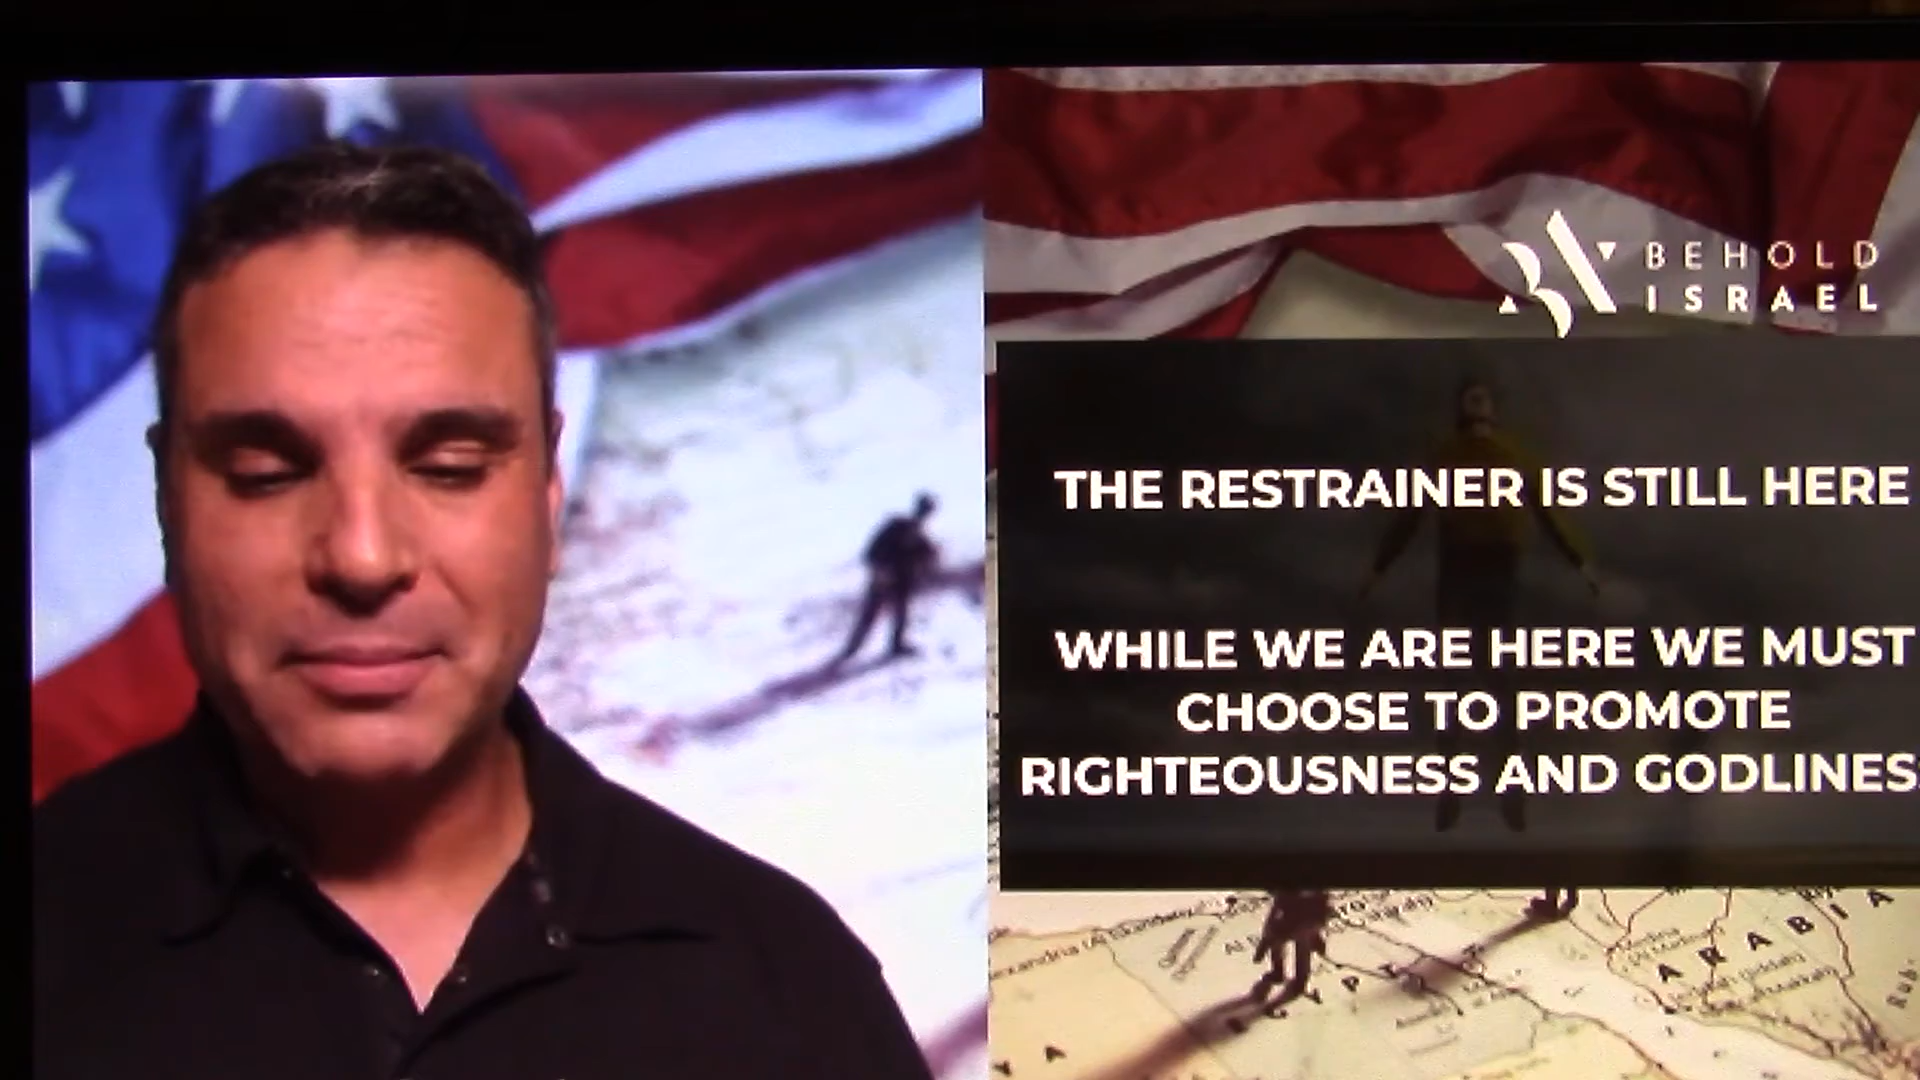 BEHOLD
ISRAEL
THE RESTRAINER IS STILL HERE
WHILE WE ARE HERE WE MUST
CHOOSE TO PROMOTE
RIGHTEOUSNESS AND GODLINES
ARABIA